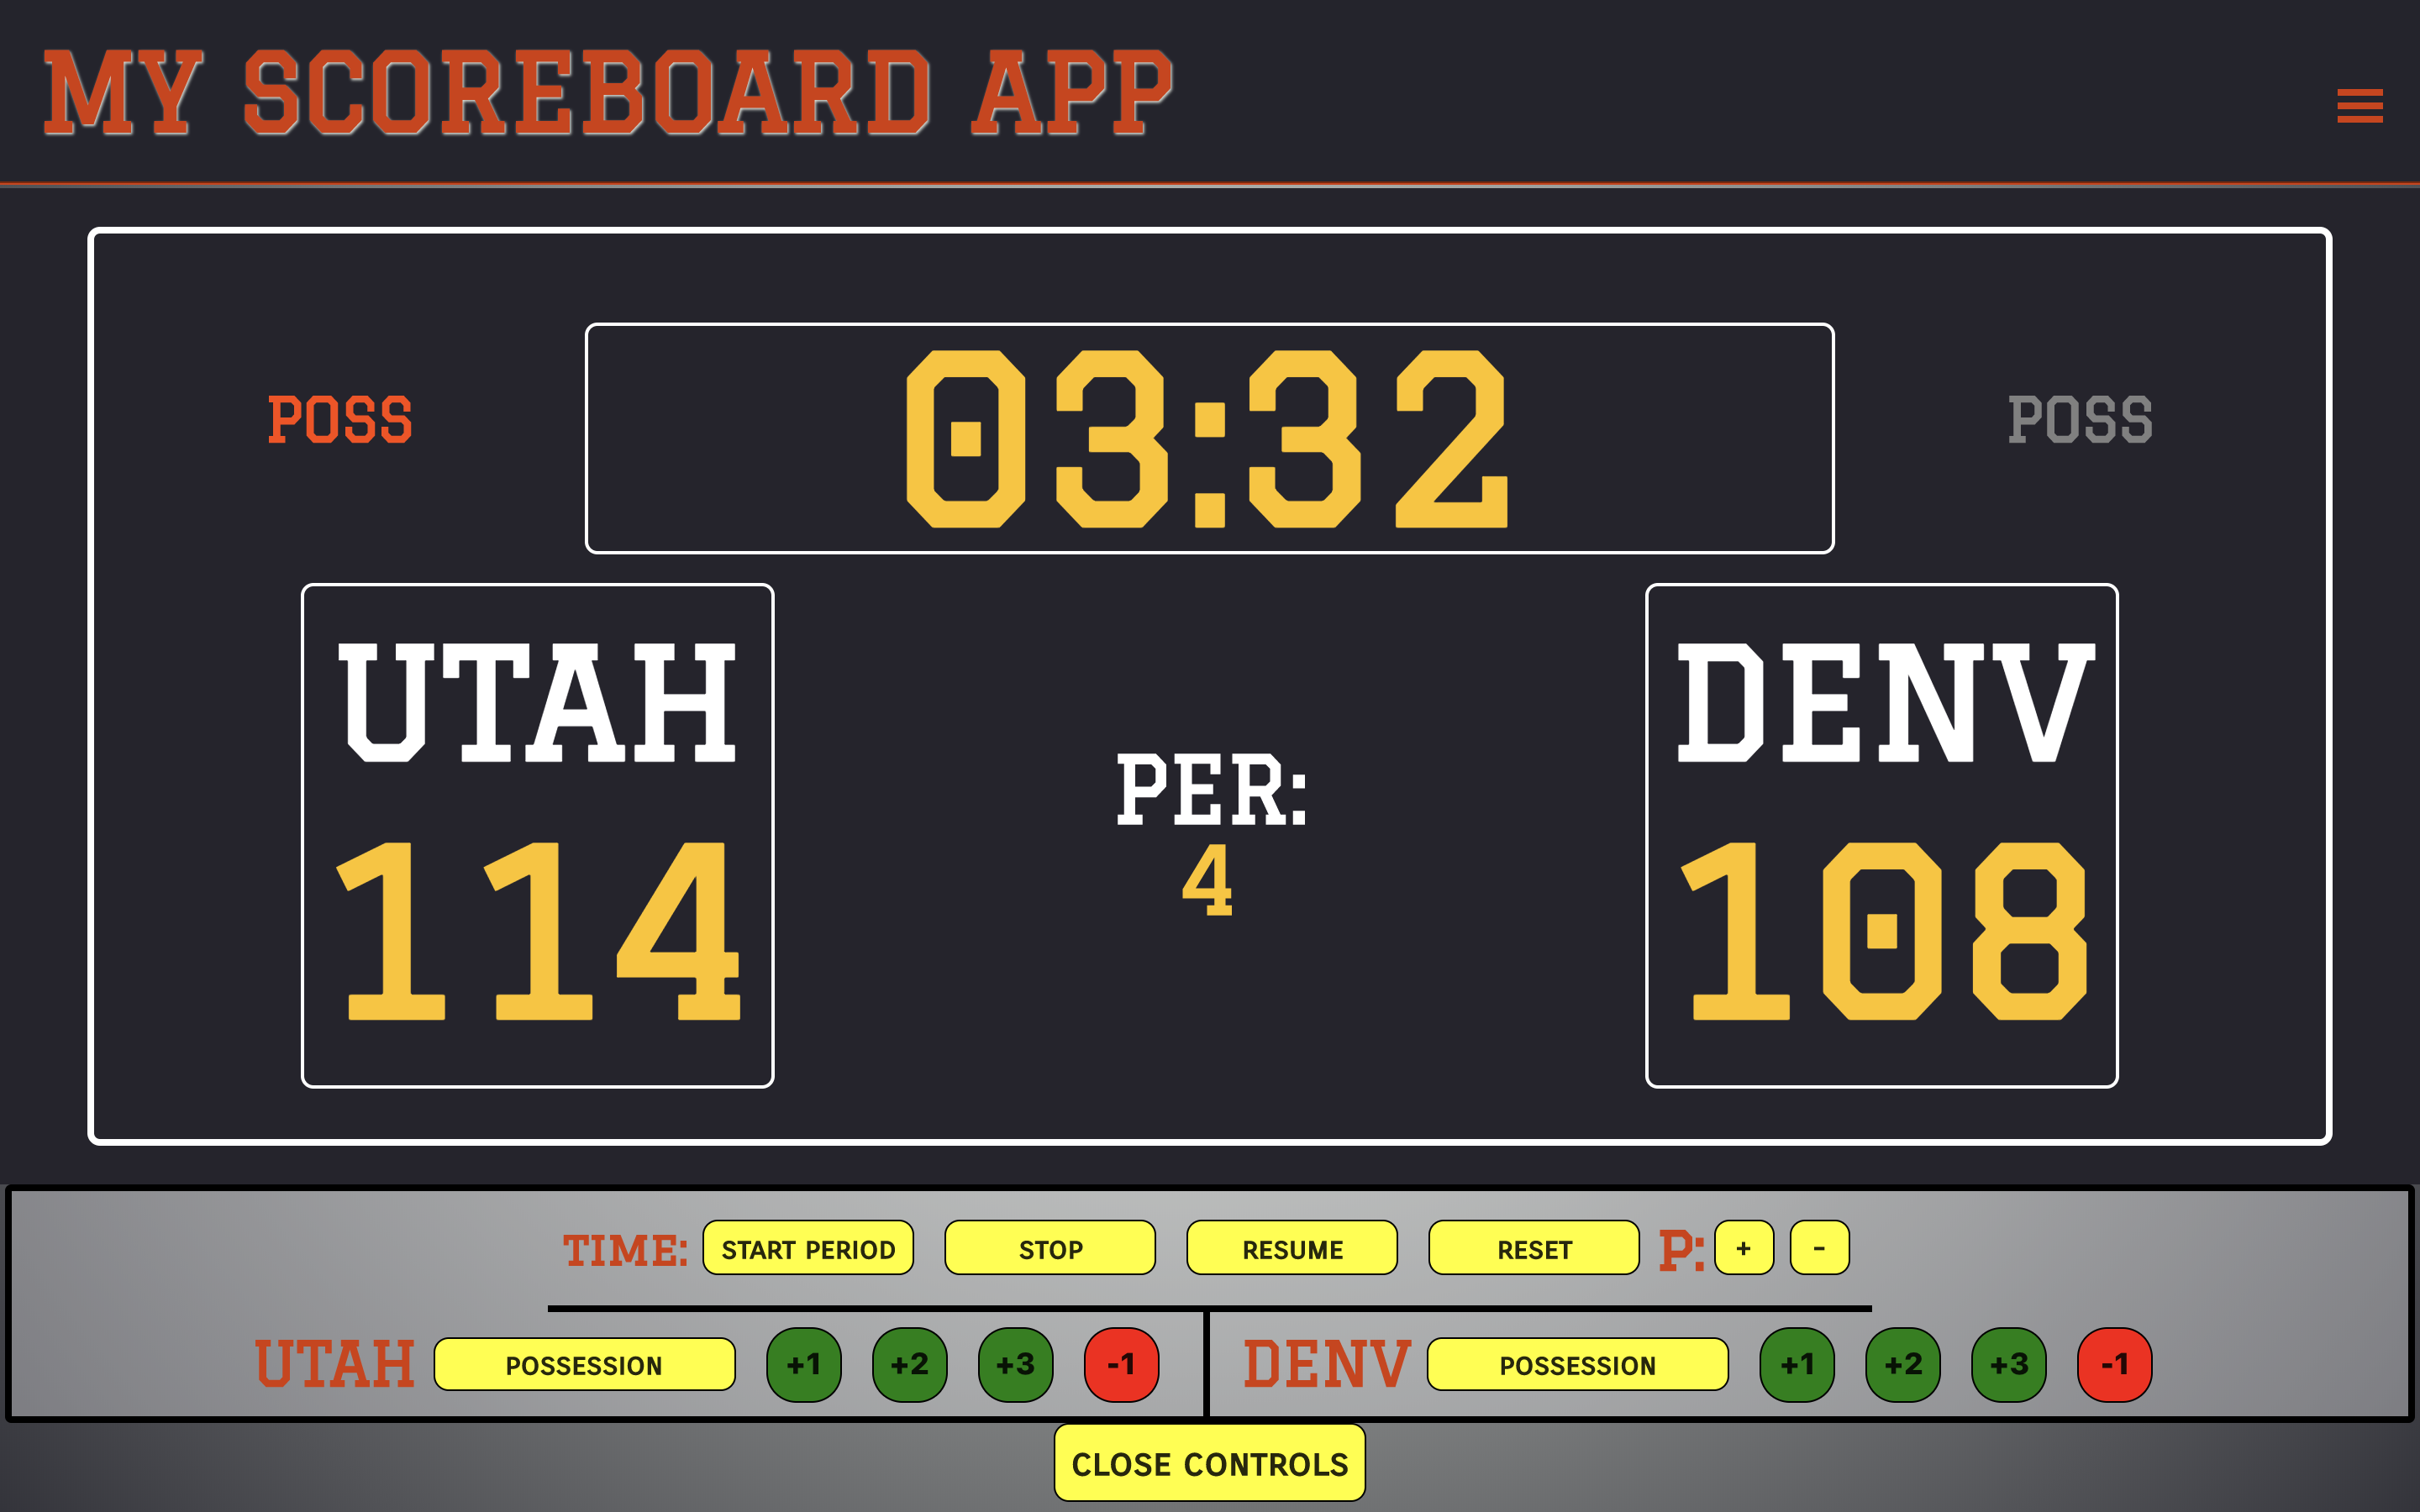 MY SCOREBOARD APP
POSS
03:32
POSS
UTAH
DENV
PER:
114
4
108
TIME: START PERIOD STOP RESUME RESET P: + -
UTAH POSSESSION +1 +2 +3 -1 DENV POSSESSION +1 +2 +3 -1
CLOSE CONTROLS